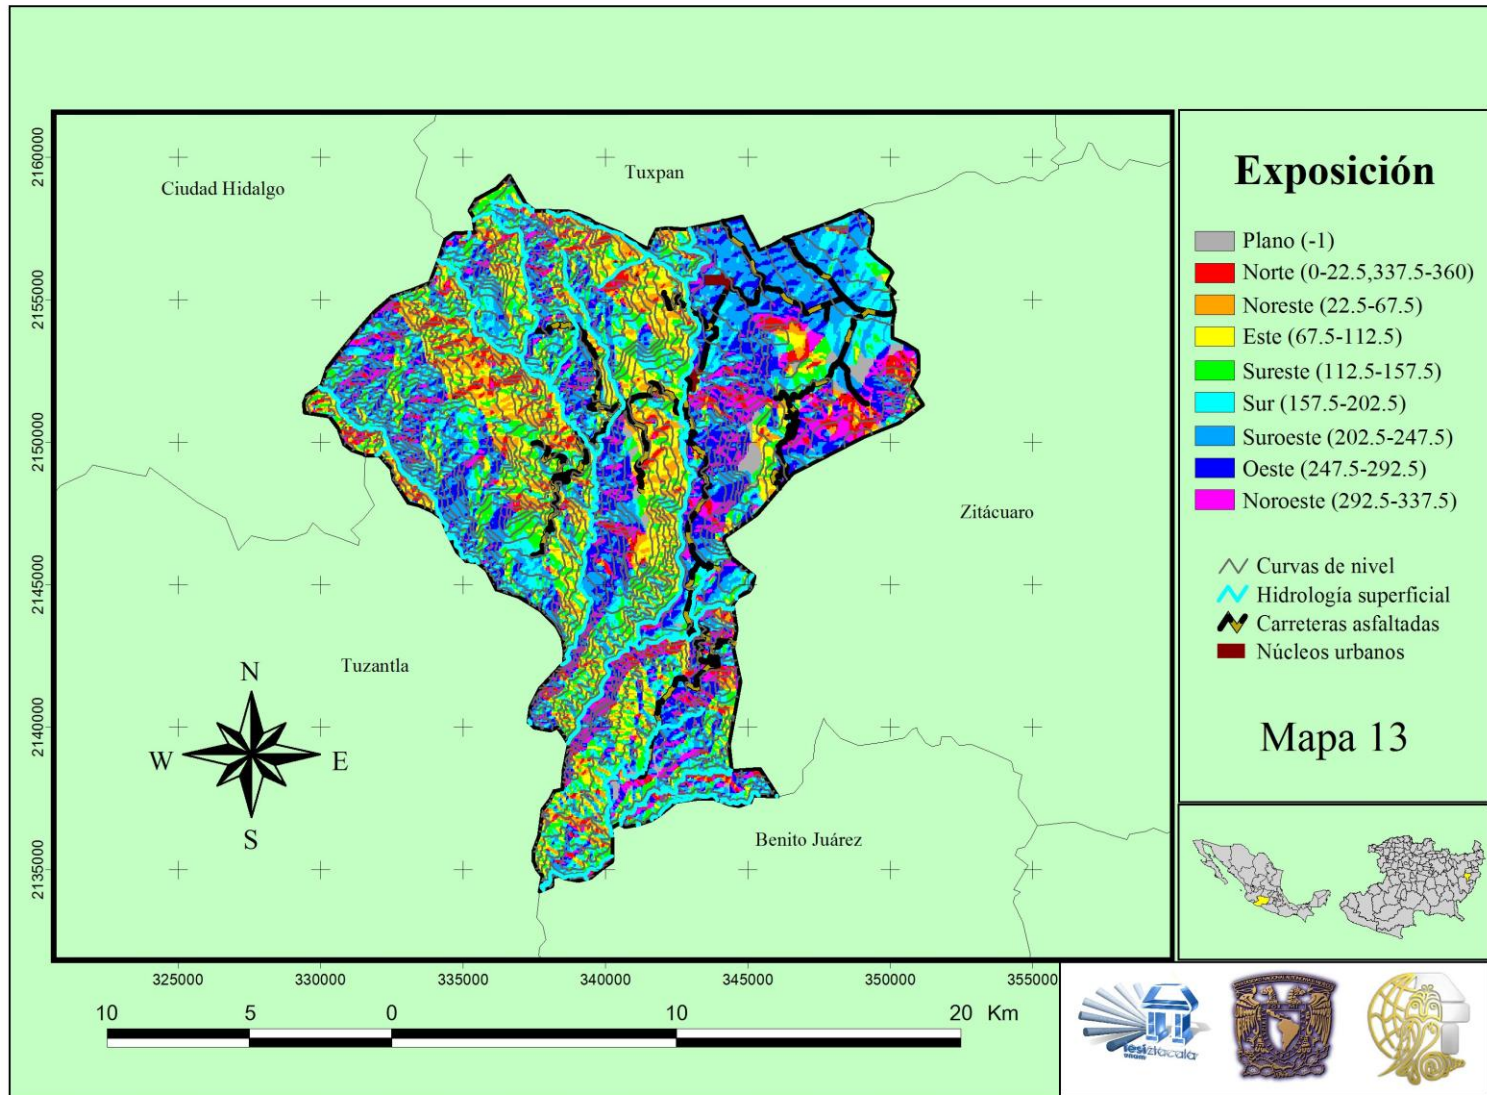 Exposición
Plano (-1)
Norte (0-22.5,337.5-360)
Noreste (22.5-67.5)
Este (67.5-112.5)
Sureste (112.5-157.5)
Sur (157.5-202.5)
Suroeste (202.5-247.5)
Oeste (247.5-292.5)
Noroeste (292.5-337.5)
Curvas de nivel
Hidrología superficial
Carreteras asfaltadas
Núcleos urbanos
Mapa 13
Ciudad Hidalgo
Tuxpan
Zitácuaro
Tuzantla
Benito Juárez
N
W E
S
2160000
2155000
2150000
2145000
2140000
2135000
325000 330000 335000 340000 345000 350000 355000
10 5 0 10 20 Km